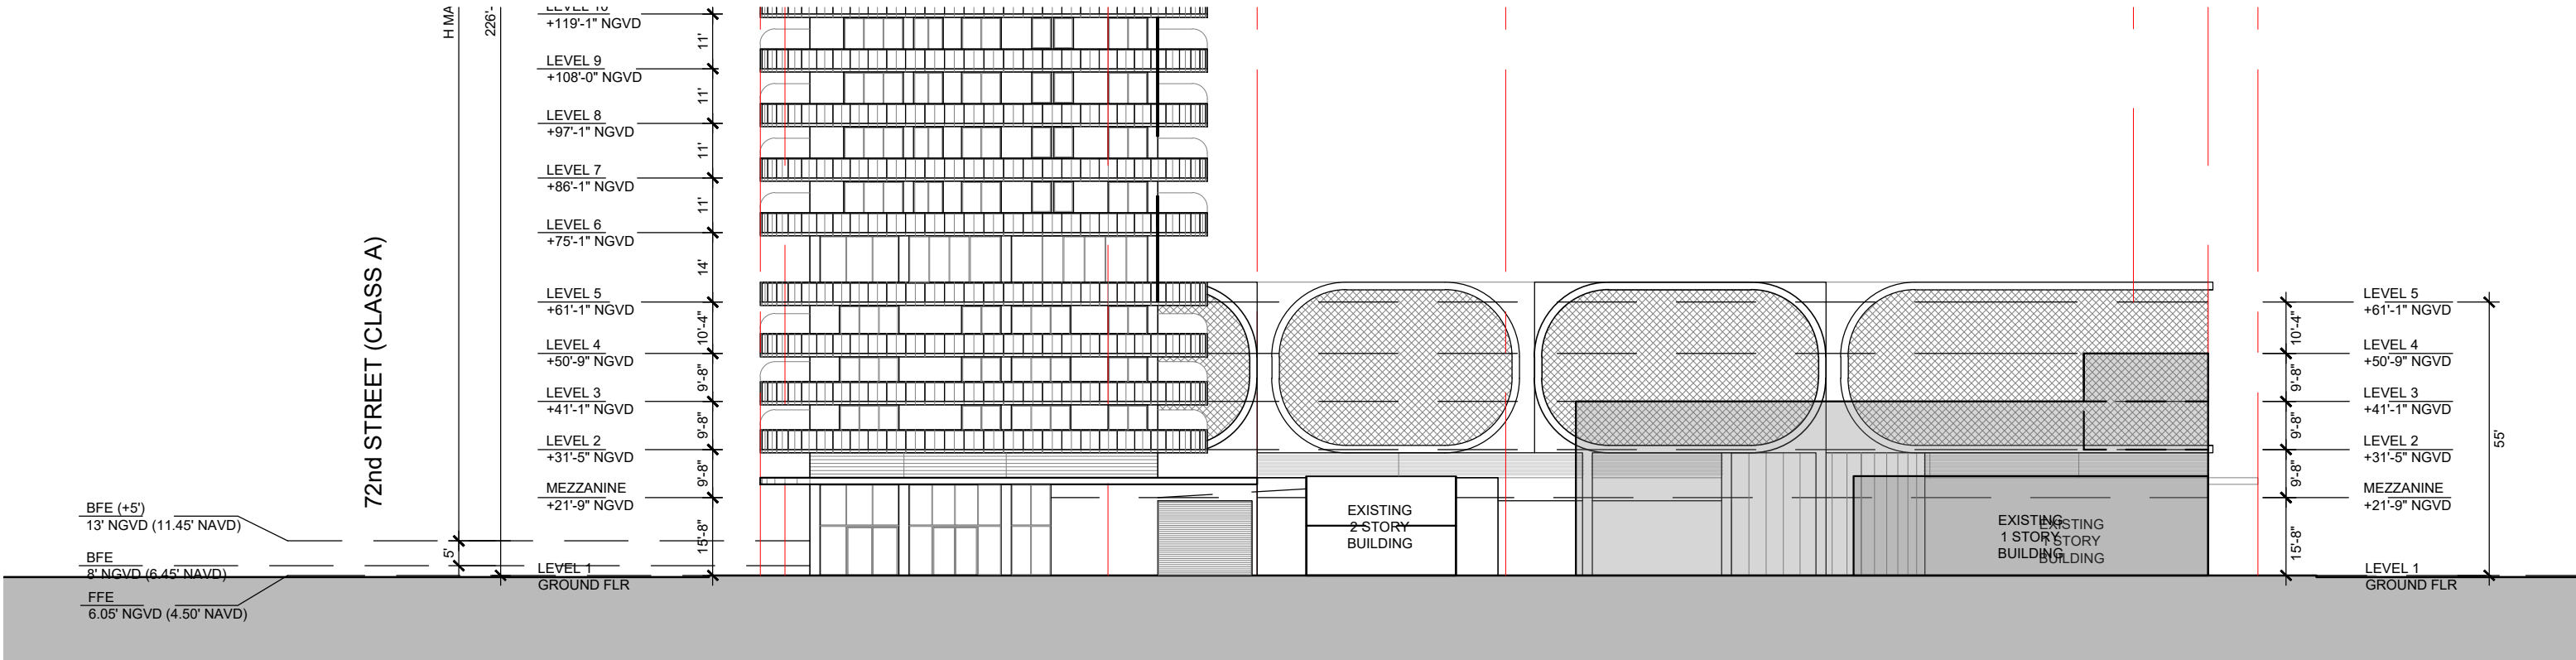 H MA
226'-
LEVEL 10
+119'-1" NGVD
11'
LEVEL 9
+108'-0" NGVD
11'
LEVEL 8
+97'-1" NGVD
11'
LEVEL 7
+86'-1" NGVD
11'
LEVEL 6
+75'-1" NGVD
14'
LEVEL 5
+61'-1" NGVD
10'-4"
LEVEL 4
+50'-9" NGVD
9'-8"
LEVEL 3
+41'-1" NGVD
9'-8"
LEVEL 2
+31'-5" NGVD
9'-8"
MEZZANINE
+21'-9" NGVD
15'-8"
LEVEL 1
GROUND FLR
72nd STREET (CLASS A)
BFE (+5')
13' NGVD (11.45' NAVD)
5'
BFE
8' NGVD (6.45' NAVD)
FFE
6.05' NGVD (4.50' NAVD)
EXISTING
2 STORY
BUILDING
EXISTING
1 STORY
BUILDING
EXISTING
1 STORY
BUILDING
LEVEL 5
+61'-1" NGVD
10'-4"
LEVEL 4
+50'-9" NGVD
9'-8"
LEVEL 3
+41'-1" NGVD
9'-8"
LEVEL 2
+31'-5" NGVD
9'-8"
MEZZANINE
+21'-9" NGVD
15'-8"
LEVEL 1
GROUND FLR
55'